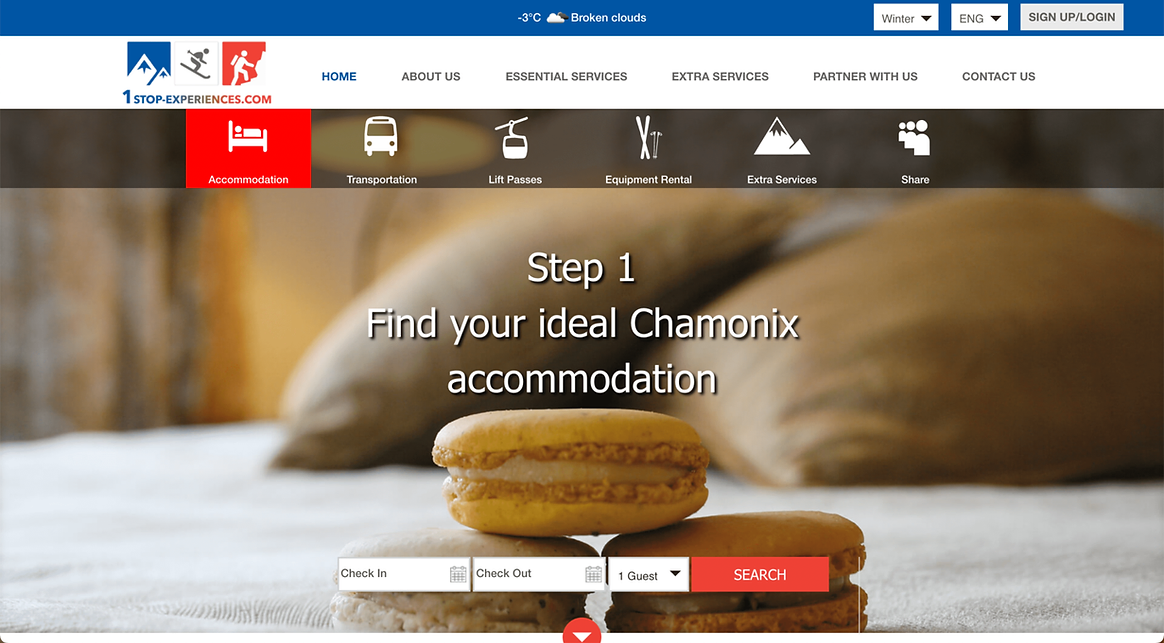 -3°C Broken clouds
Winter
ENG
SIGN UP/LOGIN
1STOP-EXPERIENCES.COM
HOME
ABOUT US
ESSENTIAL SERVICES
EXTRA SERVICES
PARTNER WITH US
CONTACT US
Accommodation
Transportation
Lift Passes
Equipment Rental
Extra Services
Share
Step 1
Find your ideal Chamonix
accommodation
Check In
Check Out
1 Guest
SEARCH